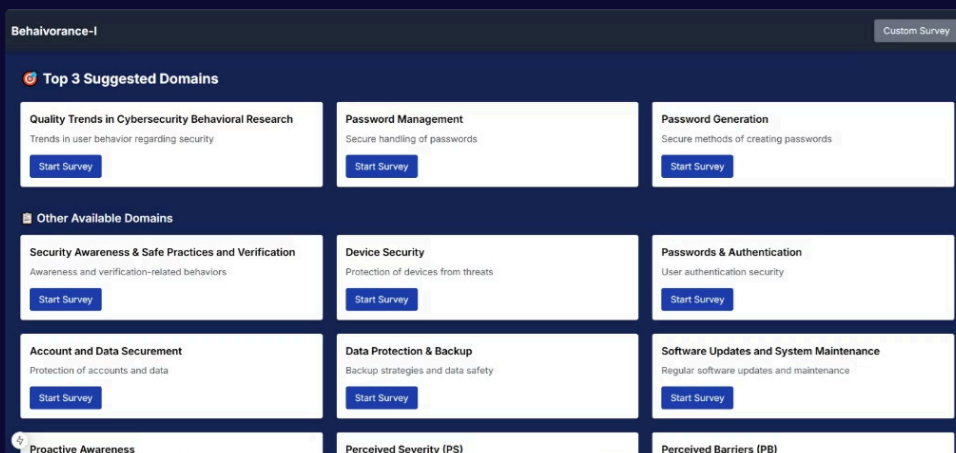 Behaivorance-I
Custom Survey
🎯 Top 3 Suggested Domains
Quality Trends in Cybersecurity Behavioral Research
Trends in user behavior regarding security
Start Survey
Password Management
Secure handling of passwords
Start Survey
Password Generation
Secure methods of creating passwords
Start Survey
📋 Other Available Domains
Security Awareness & Safe Practices and Verification
Awareness and verification-related behaviors
Start Survey
Device Security
Protection of devices from threats
Start Survey
Passwords & Authentication
User authentication security
Start Survey
Account and Data Securement
Protection of accounts and data
Start Survey
Data Protection & Backup
Backup strategies and data safety
Start Survey
Software Updates and System Maintenance
Regular software updates and maintenance
Start Survey
Proactive Awareness
Perceived Severity (PS)
Perceived Barriers (PB)